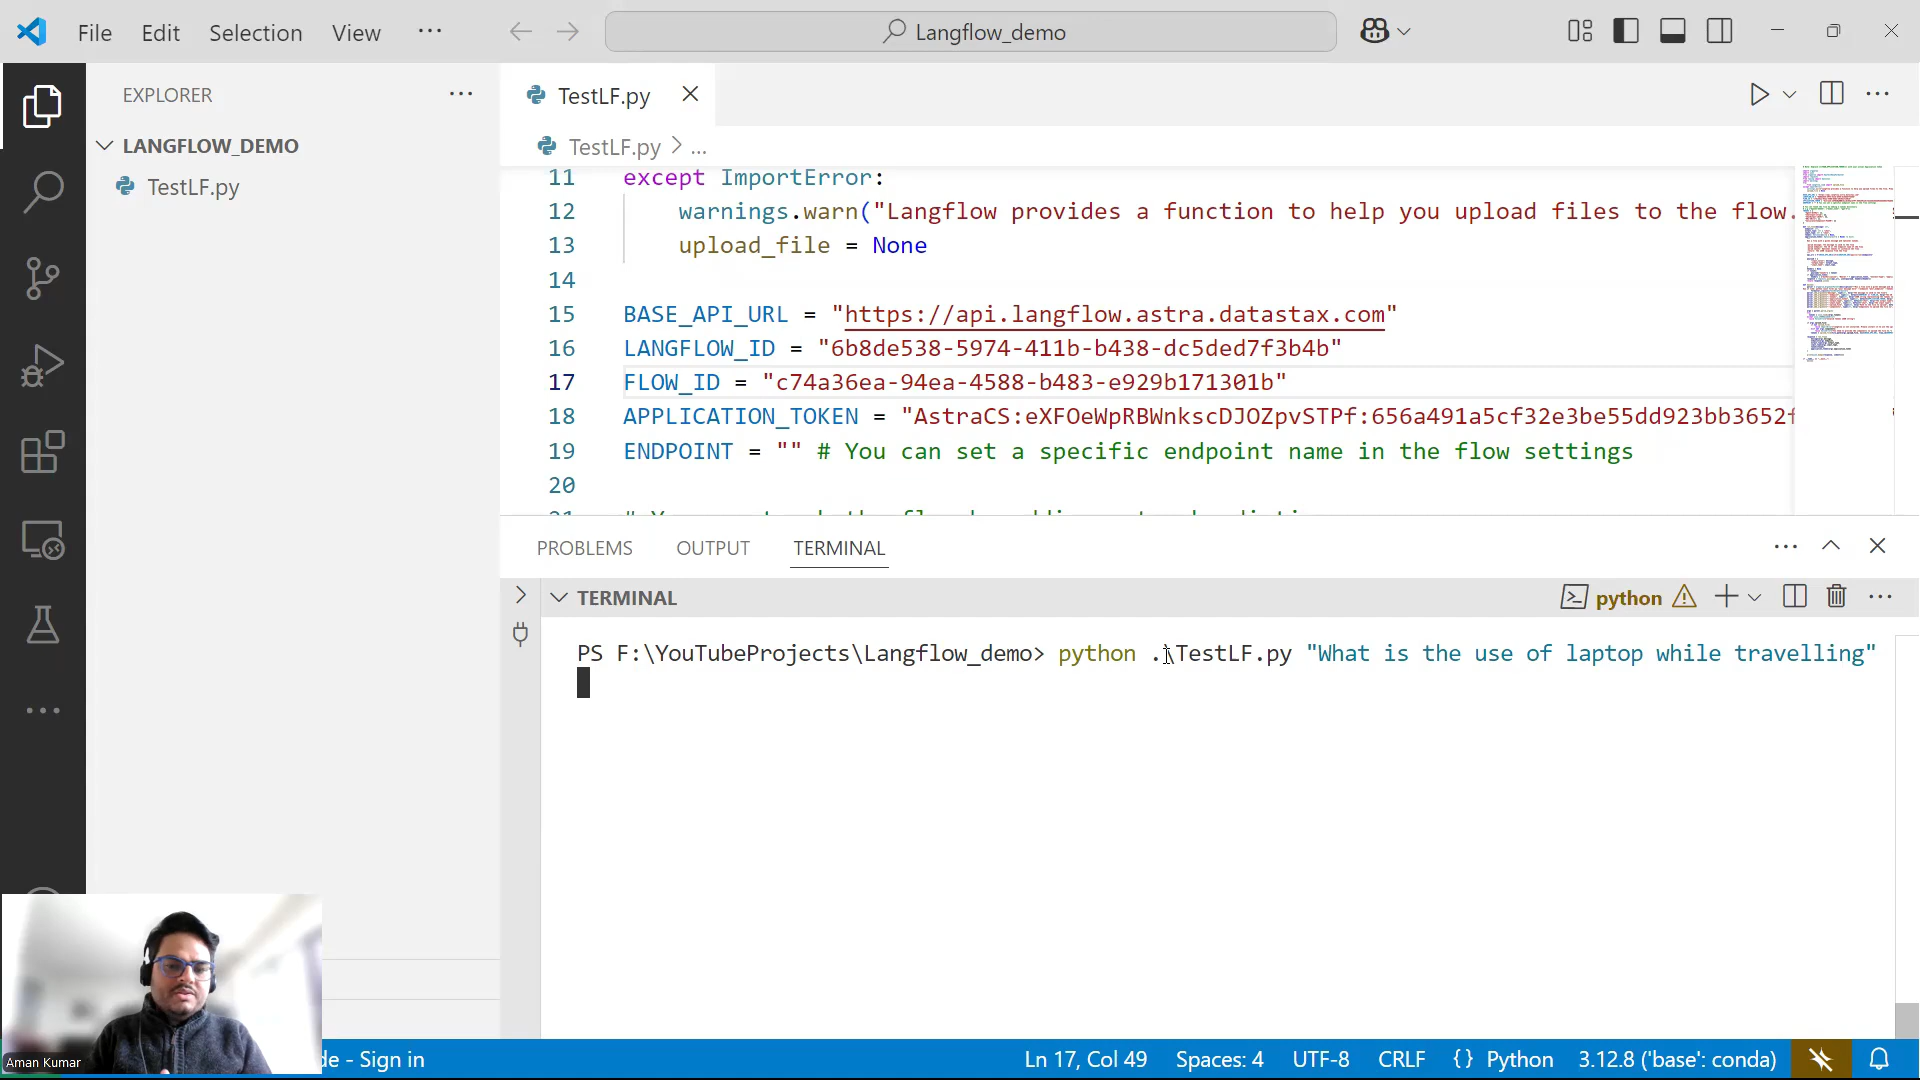 File Edit Selection View ...
Langflow_demo
EXPLORER ...
LANGFLOW_DEMO
TestLF.py
TestLF.py
TestLF.py > ...
11 except ImportError:
12 warnings.warn("Langflow provides a function to help you upload files to the flow.
13 upload_file = None
14
15 BASE_API_URL = "https://api.langflow.astra.datastax.com"
16 LANGFLOW_ID = "6b8de538-5974-411b-b438-dc5ded7f3b4b"
17 FLOW_ID = "c74a36ea-94ea-4588-b483-e929b171301b"
18 APPLICATION_TOKEN = "AstraCS:eXFOeWpRBWnkscDJOZpvSTPf:656a491a5cf32e3be55dd923bb3652f
19 ENDPOINT = "" # You can set a specific endpoint name in the flow settings
20
PROBLEMS OUTPUT TERMINAL
TERMINAL
python
PS F:\YouTubeProjects\Langflow_demo> python .\TestLF.py "What is the use of laptop while travelling"
Aman Kumar
de - Sign in
Ln 17, Col 49 Spaces: 4 UTF-8 CRLF {} Python 3.12.8 ('base': conda)